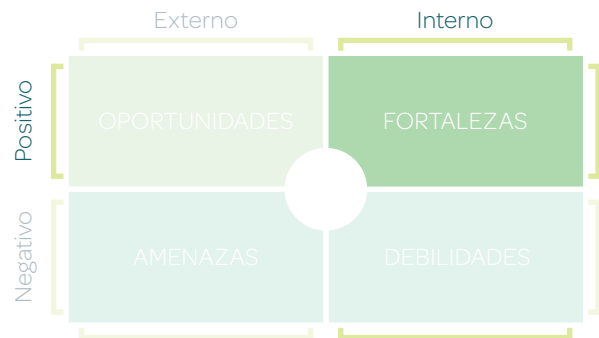 Externo
Interno
Positivo
OPORTUNIDADES
FORTALEZAS
Negativo
AMENAZAS
DEBILIDADES